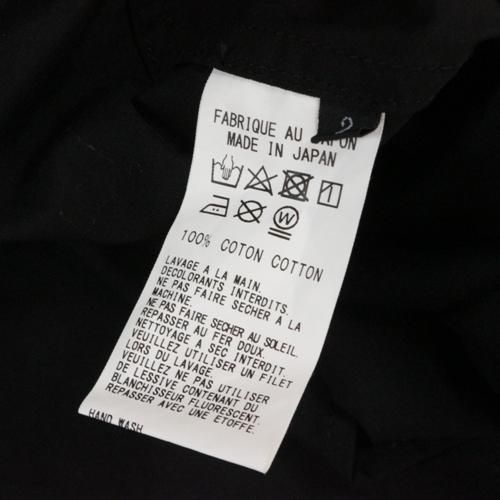 FABRIQUE AU JAPON
2
MADE IN JAPAN
W
100% COTON COTTON
LAVAGE A LA MAIN.
DECOLORANTS INTERDITS.
NE PAS FAIRE SECHER A LA
MACHINE.
NE PAS FAIRE SECHER AU SOLEIL.
REPASSER AU FER DOUX.
NETTOYAGE A SEC INTERDIT.
VEUILLEZ UTILISER UN FILET
LORS DU LAVAGE.
VEUILLEZ NE PAS UTILISER
DE LESSIVE CONTENANT DU
BLANCHISSEUR FLUORESCENT.
REPASSER AVEC UNE ETOFFE.
HAND WASH